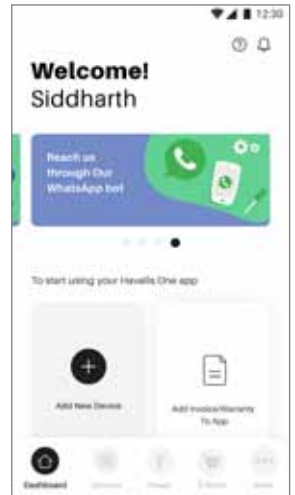 12:30
Welcome!
Siddharth
Reach us
through Our
WhatsApp bot
To start using your Havells One app
Add New Device
Add Invoice/Warranty
To App
Dashboard